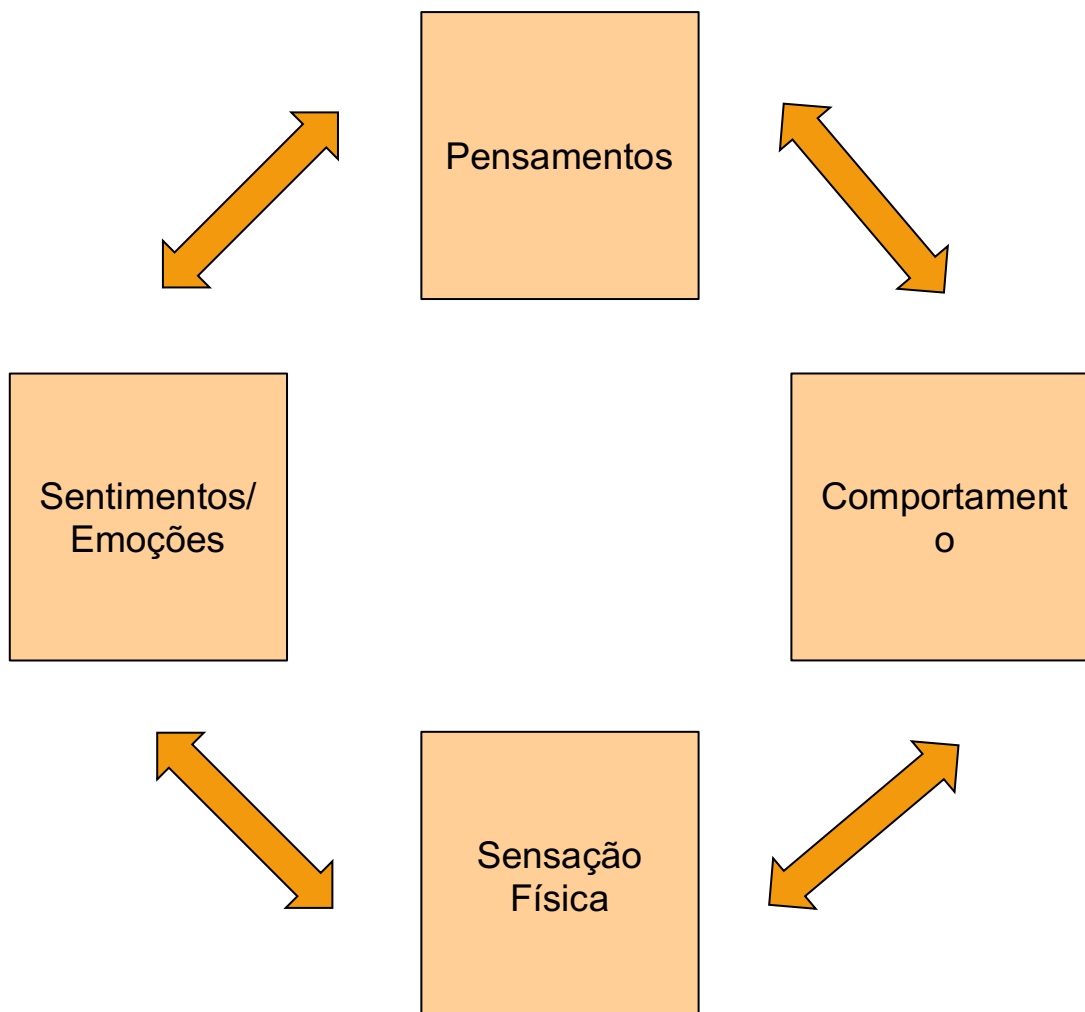 Pensamentos
Sentimentos/
Emoções
Comportament
o
Sensação
Física